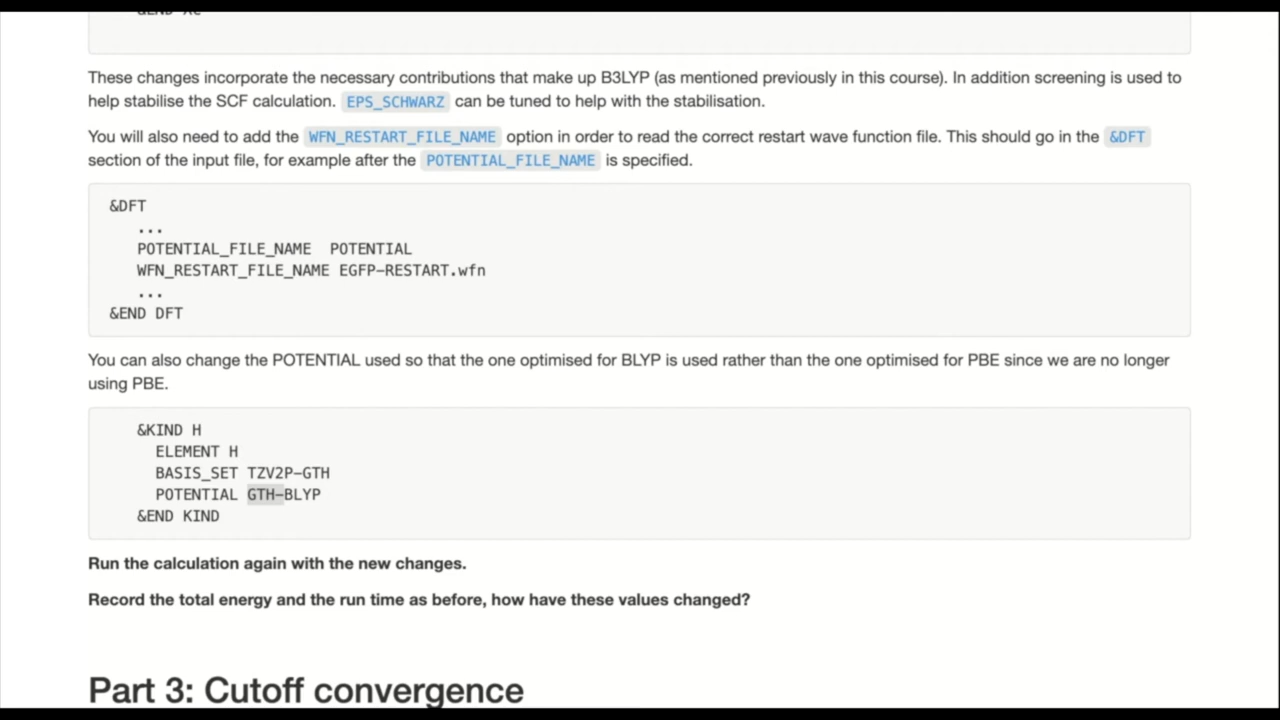 These changes incorporate the necessary contributions that make up B3LYP (as mentioned previously in this course). In addition screening is used to
help stabilise the SCF calculation. EPS_SCHWARZ can be tuned to help with the stabilisation.
You will also need to add the WFN_RESTART_FILE_NAME option in order to read the correct restart wave function file. This should go in the &DFT
section of the input file, for example after the POTENTIAL_FILE_NAME is specified.
&DFT
...
POTENTIAL_FILE_NAME  POTENTIAL
WFN_RESTART_FILE_NAME EGFP-RESTART.wfn
...
&END DFT
You can also change the POTENTIAL used so that the one optimised for BLYP is used rather than the one optimised for PBE since we are no longer
using PBE.
&KIND H
ELEMENT H
BASIS_SET TZV2P-GTH
POTENTIAL GTH-BLYP
&END KIND
Run the calculation again with the new changes.
Record the total energy and the run time as before, how have these values changed?
Part 3: Cutoff convergence